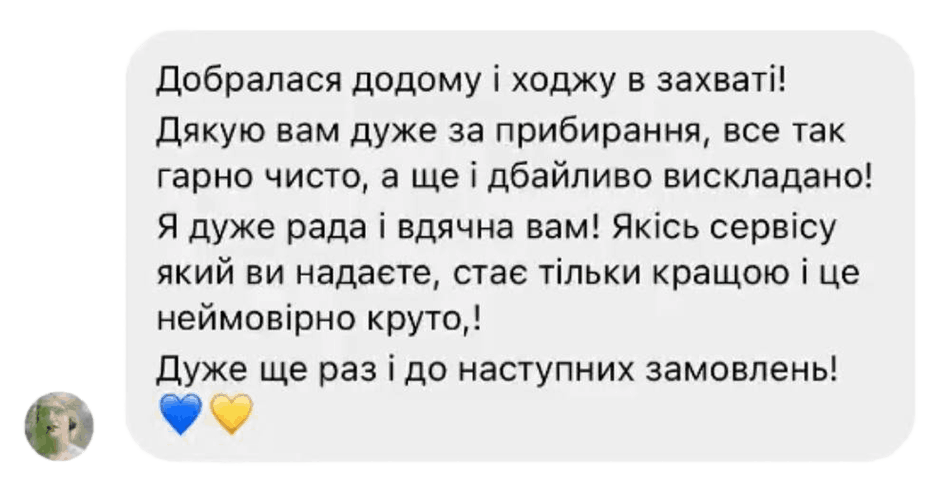 Добралася додому і ходжу в захваті!
Дякую вам дуже за прибирання, все так
гарно чисто, а ще і дбайливо вискладано!
Я дуже рада і вдячна вам! Якісь сервісу
який ви надаєте, стає тільки кращою і це
неймовірно круто,!
Дуже ще раз і до наступних замовлень!
💙💛